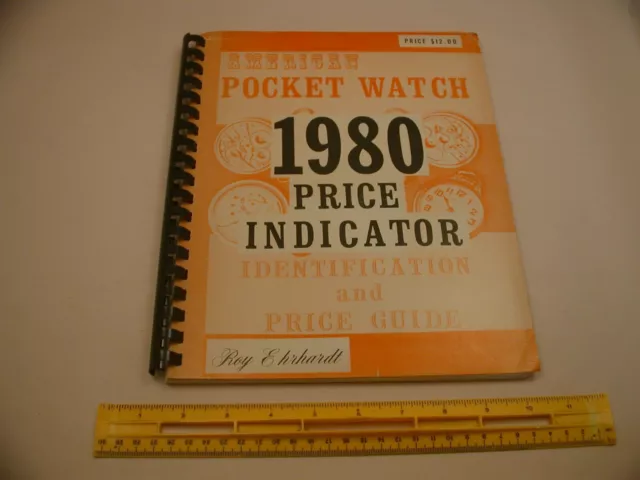 PRICE $12.00
AMERICAN
POCKET WATCH
1980
PRICE
INDICATOR
IDENTIFICATION
and
PRICE GUIDE
Roy Ehrhardt